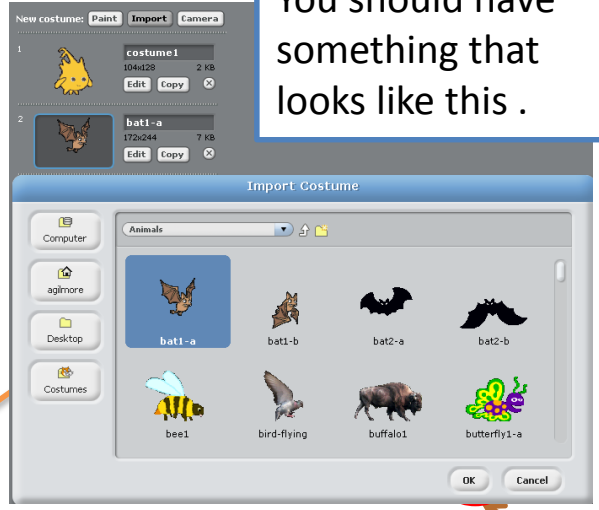 New costume: Paint Import Camera
You should have
something that
looks like this .
1
costume1
104x128 2 KB
Edit Copy
2
bat1-a
172x244 7 KB
Edit Copy
Import Costume
Computer
agilmore
Desktop
Costumes
Animals
bat1-a bat1-b bat2-a bat2-b
bee1 bird-flying buffalo1 butterfly1-a
OK Cancel